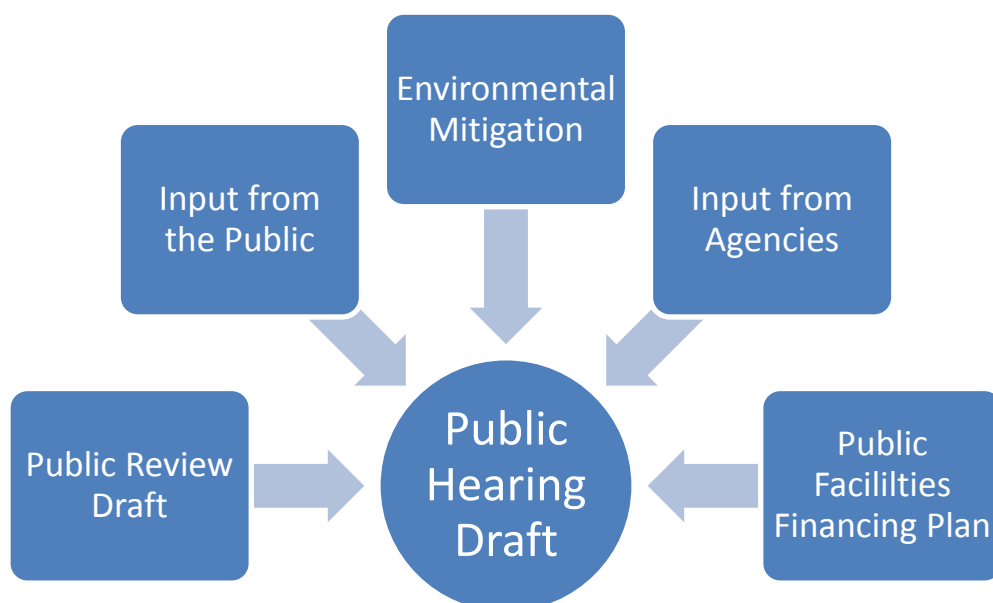 Environmental
Mitigation
Input from
the Public
Input from
Agencies
Public Review
Draft
Public
Hearing
Draft
Public
Facililties
Financing Plan